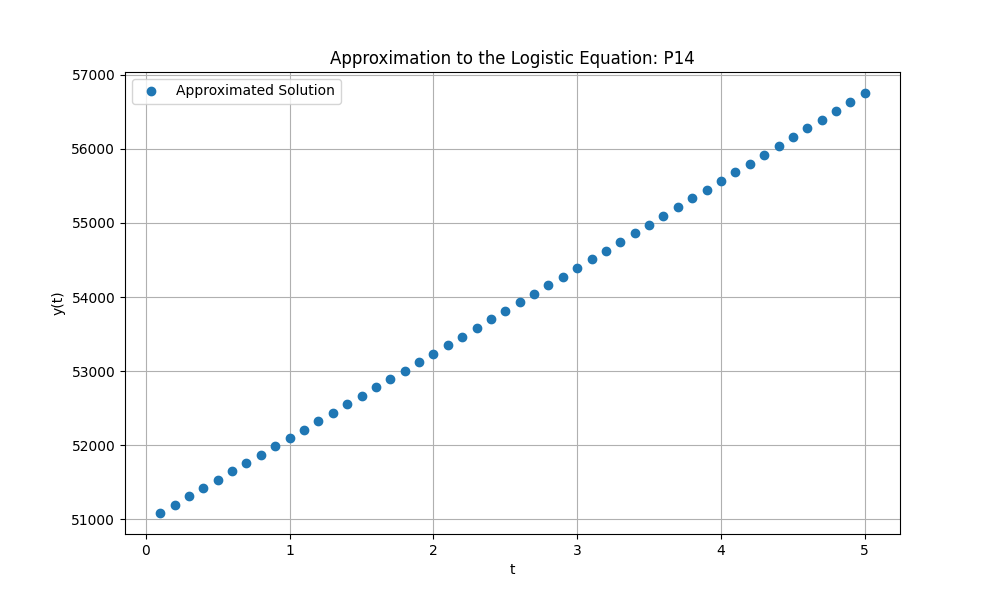 Approximation to the Logistic Equation: P14
57000
Approximated Solution
56000
55000
54000
53000
52000
51000
y(t)
0 1 2 3 4 5
t